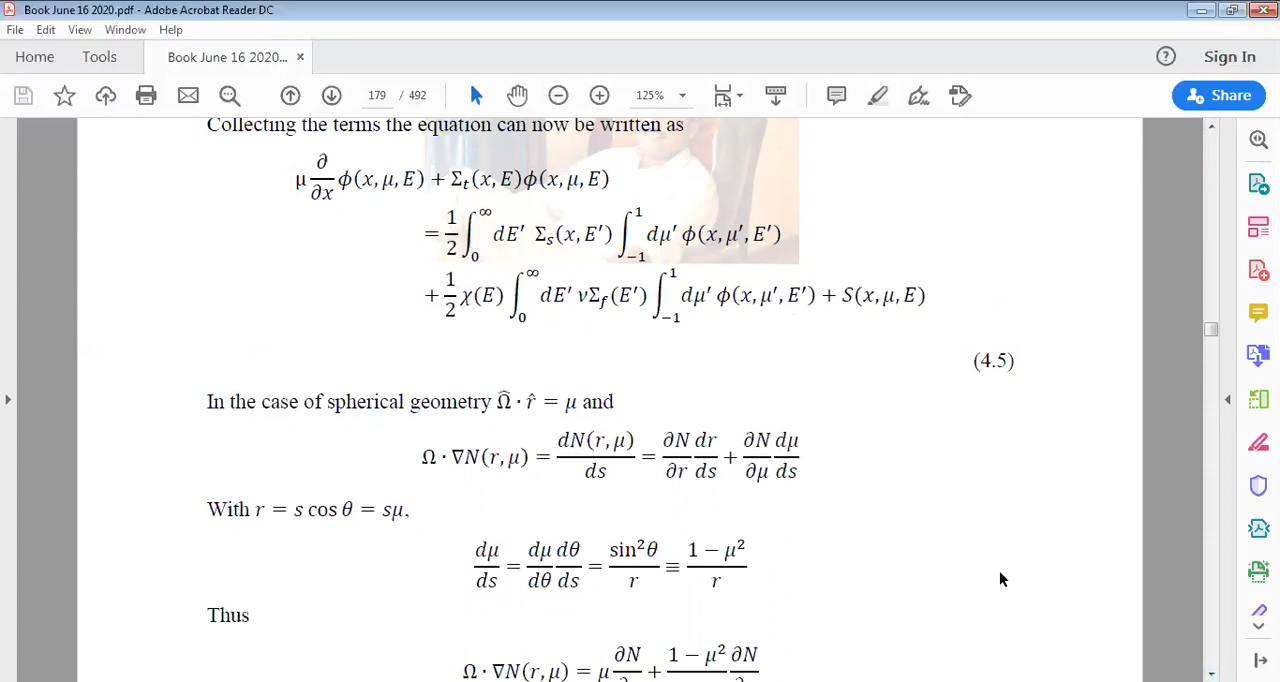 Book June 16 2020.pdf - Adobe Acrobat Reader DC
File Edit View Window Help
Home Tools Book June 16 2020... × ? Sign In
179 / 492 125% Share
Collecting the terms the equation can now be written as
μ ∂/∂x ϕ(x, μ, E) + Σ_t(x, E)ϕ(x, μ, E)
= 1/2 ∫_0^∞ dE′ Σ_s(x, E′) ∫_{-1}^1 dμ′ ϕ(x, μ′, E′)
+ 1/2 χ(E) ∫_0^∞ dE′ νΣ_f(E′) ∫_{-1}^1 dμ′ ϕ(x, μ′, E′) + S(x, μ, E)
(4.5)
In the case of spherical geometry Ω̂ · r̂ = μ and
Ω · ∇N(r, μ) = dN(r, μ)/ds = ∂N/∂r dr/ds + ∂N/∂μ dμ/ds
With r = s cos θ = sμ,
dμ/ds = dμ/dθ dθ/ds = sin²θ/r ≡ 1 − μ²/r
Thus
Ω · ∇N(r, μ) = μ ∂N + 1 − μ² ∂N